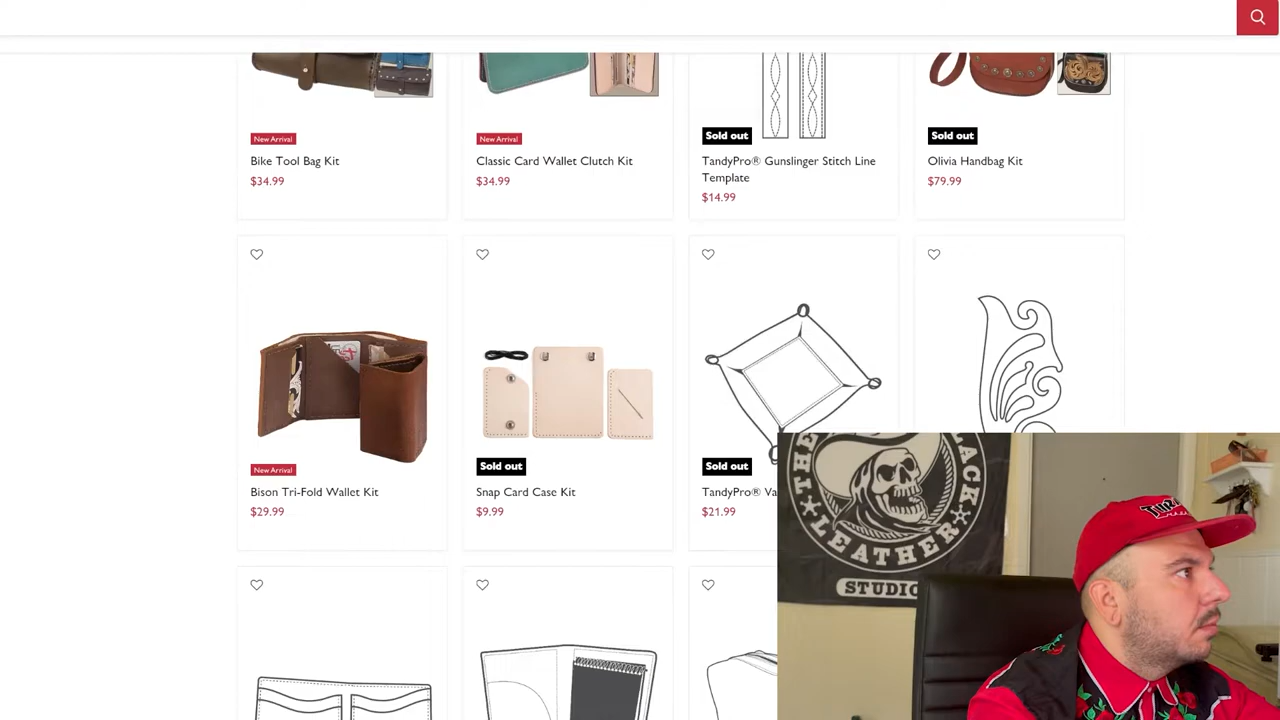 New Arrival
Bike Tool Bag Kit
$34.99
New Arrival
Classic Card Wallet Clutch Kit
$34.99
Sold out
TandyPro® Gunslinger Stitch Line
Template
$14.99
Sold out
Olivia Handbag Kit
$79.99
New Arrival
Bison Tri-Fold Wallet Kit
$29.99
Sold out
Snap Card Case Kit
$9.99
Sold out
TandyPro® Va
$21.99
THE
LACK
LEATHER
STUDIO